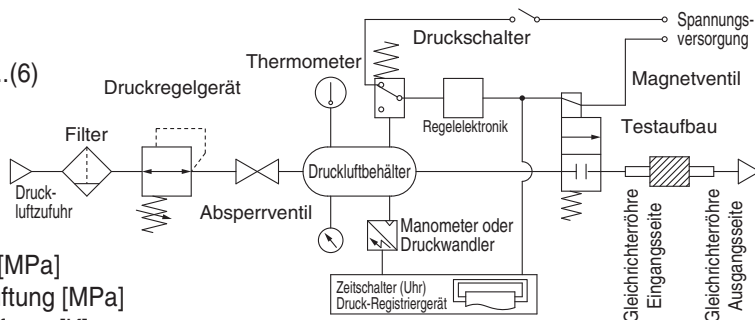 ..(6)
Spannungs-
versorgung
Druckschalter
Thermometer
Magnetventil
Druckregelgerät
Regelelektronik
Testaufbau
Filter
Druckluftbehälter
Druck-
luftzufuhr
Absperrventil
Manometer oder
Druckwandler
Gleichrichterröhre
Eingangsseite
Gleichrichterröhre
Ausgangsseite
[MPa]
ftung [MPa]
Zeitschalter (Uhr)
Druck-Registriergerät